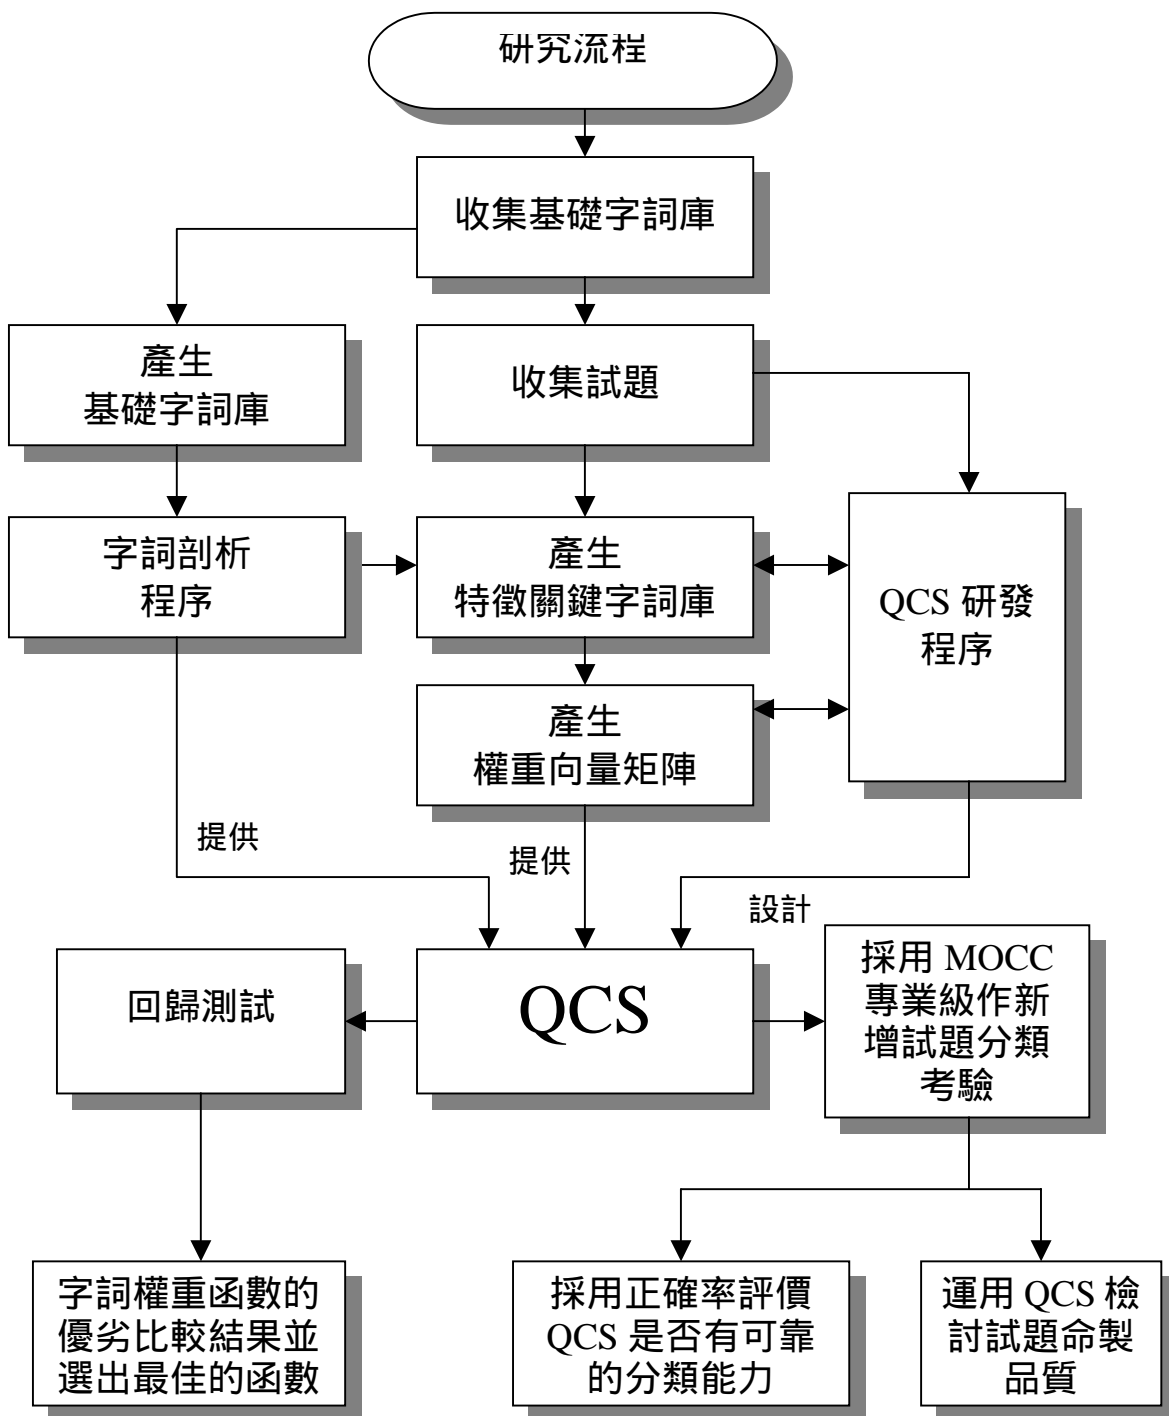 研究流程
收集基礎字詞庫
產生
基礎字詞庫
收集試題
字詞剖析
程序
產生
特徵關鍵字詞庫
QCS 研發
程序
產生
權重向量矩陣
提供
提供
設計
回歸測試
QCS
採用 MOCC
專業級作新
增試題分類
考驗
字詞權重函數的
優劣比較結果並
選出最佳的函數
採用正確率評價
QCS 是否有可靠
的分類能力
運用 QCS 檢
討試題命製
品質